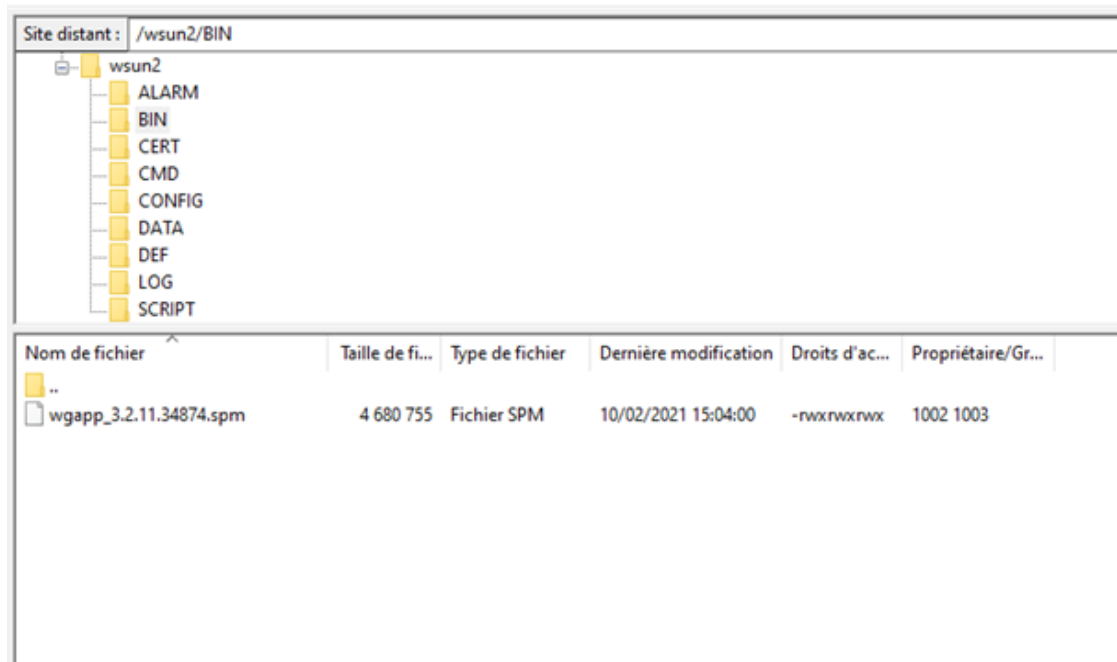 Site distant : /wsun2/BIN
wsun2
ALARM
BIN
CERT
CMD
CONFIG
DATA
DEF
LOG
SCRIPT
Nom de fichier Taille de fi... Type de fichier Dernière modification Droits d'ac... Propriétaire/Gr...
..
wgapp_3.2.11.34874.spm 4 680 755 Fichier SPM 10/02/2021 15:04:00 -rwxrwxrwx 1002 1003